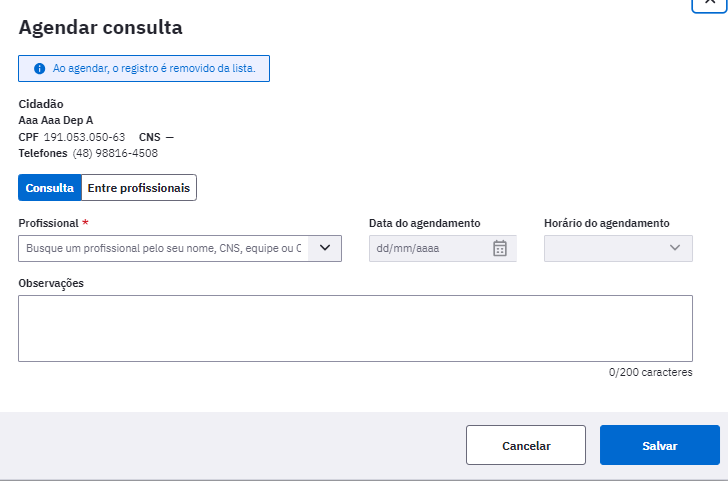 Agendar consulta
Ao agendar, o registro é removido da lista.
Cidadão
Aaa Aaa Dep A
CPF 191.053.050-63 CNS —
Telefones (48) 98816-4508
Consulta Entre profissionais
Profissional * Data do agendamento Horário do agendamento
Busque um profissional pelo seu nome, CNS, equipe ou C dd/mm/aaaa
Observações
0/200 caracteres
Cancelar Salvar